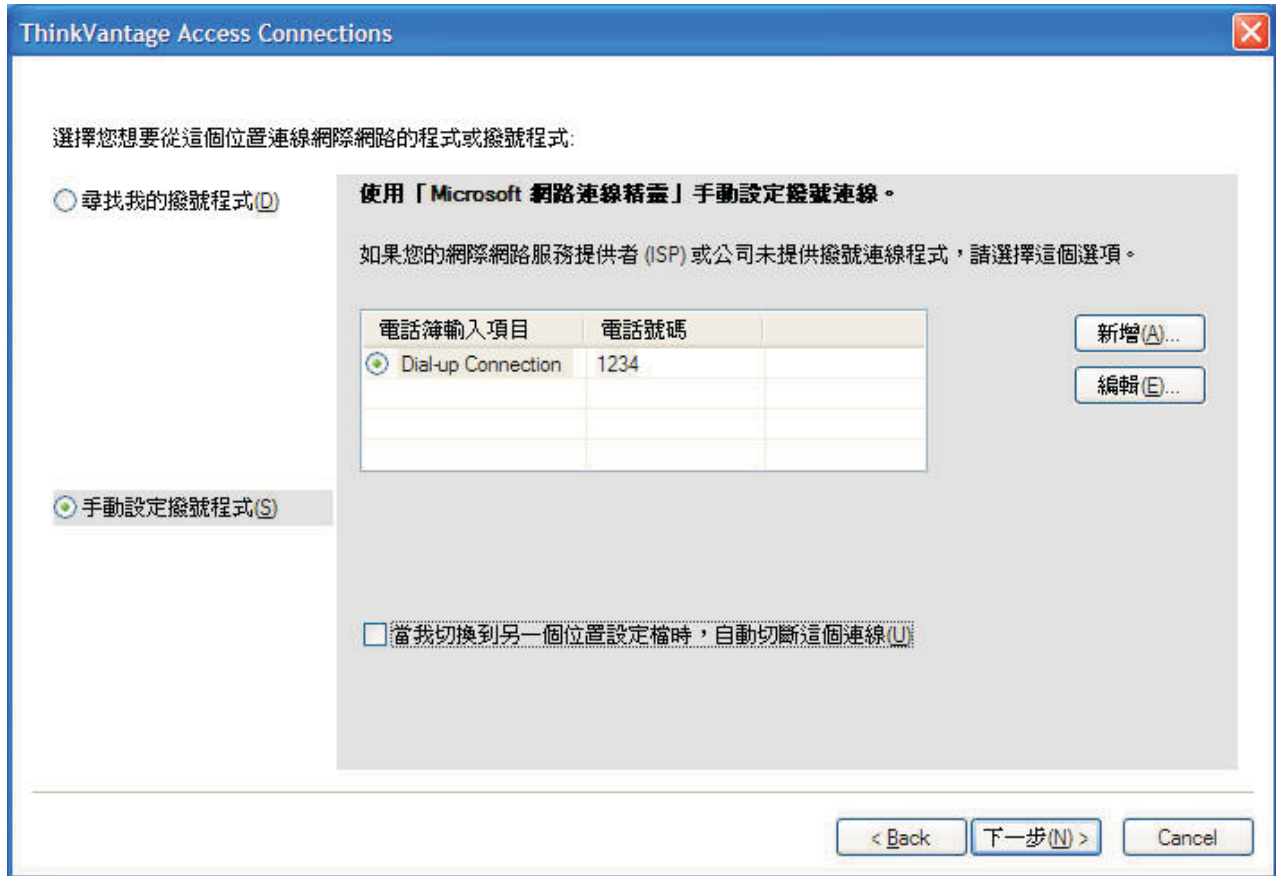 ThinkVantage Access Connections
選擇您想要從這個位置連線網際網路的程式或撥號程式:
尋找我的撥號程式(D)
使用「Microsoft 網路連線精靈」手動設定撥號連線。
如果您的網際網路服務提供者 (ISP) 或公司未提供撥號連線程式，請選擇這個選項。
電話簿輸入項目 電話號碼
新增(A)...
Dial-up Connection 1234
編輯(E)...
手動設定撥號程式(S)
當我切換到另一個位置設定檔時，自動切斷這個連線(U)
< Back 下一步(N) > Cancel